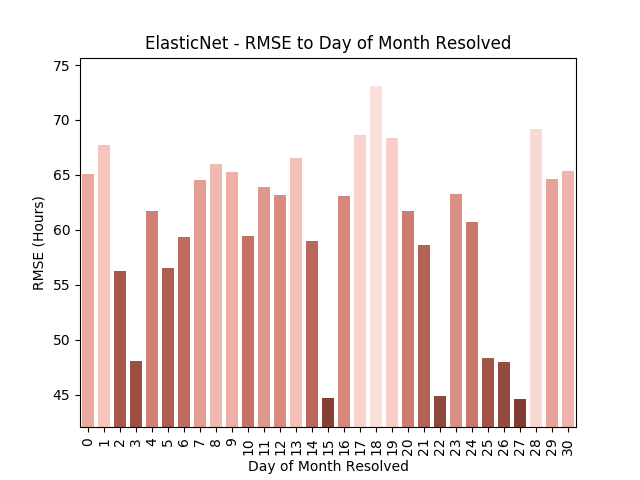 ElasticNet - RMSE to Day of Month Resolved
75
70
65
60
55
50
45
RMSE (Hours)
0 1 2 3 4 5 6 7 8 9 10 11 12 13 14 15 16 17 18 19 20 21 22 23 24 25 26 27 28 29 30
Day of Month Resolved